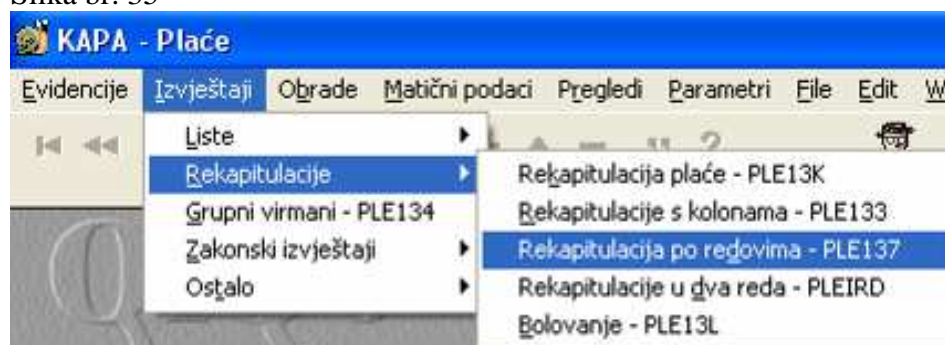 Slika br. 35
KAPA - Plaće
Evidencije Izvještaji Obrade Matični podaci Pregledi Parametri File Edit W
Liste
Rekapitulacije
Grupni virmani - PLE134
Zakonski izvještaji
Ostalo
Rekapitulacija plaće - PLE13K
Rekapitulacije s kolonama - PLE133
Rekapitulacija po redovima - PLE137
Rekapitulacije u dva reda - PLEIRD
Bolovanje - PLE13L